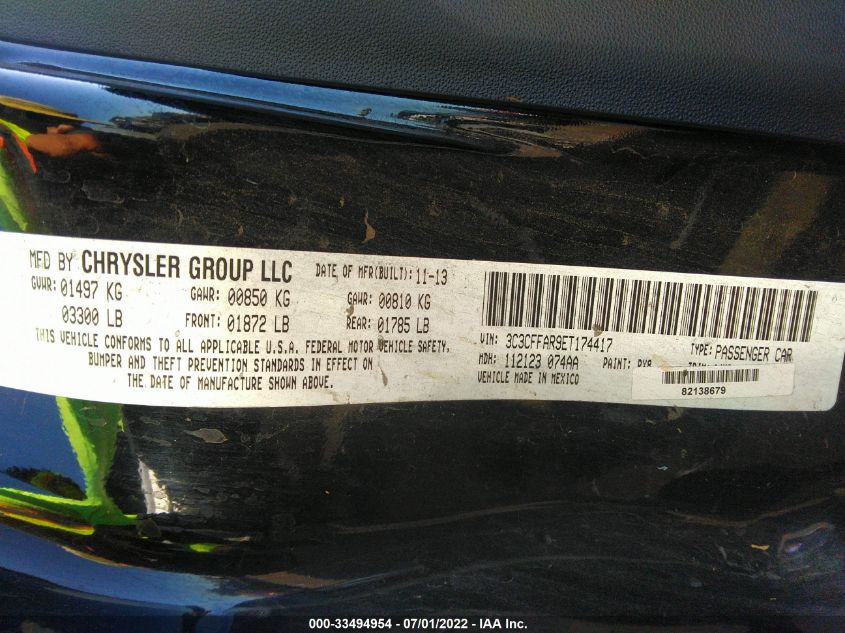 MFD BY CHRYSLER GROUP LLC DATE OF MFR(BUILT): 11-13
GVWR: 01497 KG GAWR: 00850 KG GAWR: 00810 KG
03300 LB FRONT: 01872 LB REAR: 01785 LB
THIS VEHICLE CONFORMS TO ALL APPLICABLE U.S.A. FEDERAL MOTOR VEHICLE SAFETY,
BUMPER AND THEFT PREVENTION STANDARDS IN EFFECT ON
THE DATE OF MANUFACTURE SHOWN ABOVE.
VIN: 3C3CFFAR9ET174417 TYPE: PASSENGER CAR
MDH: 112123 074AA PAINT:
VEHICLE MADE IN MEXICO
82138679
000-33494954 / 07/01/2022 - IAA Inc.